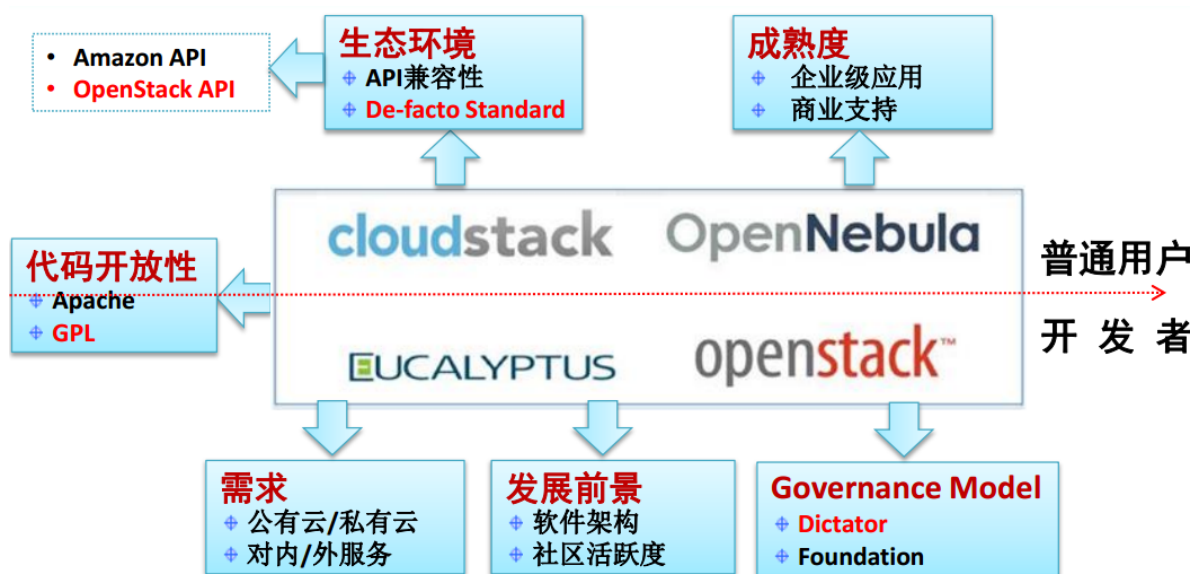 • Amazon API
• OpenStack API
生态环境
API兼容性
De-facto Standard
成熟度
企业级应用
商业支持
cloudstack
OpenNebula
代码开放性
Apache
GPL
普通用户
开 发 者
EUCALYPTUS
openstack™
需求
公有云/私有云
对内/外服务
发展前景
软件架构
社区活跃度
Governance Model
Dictator
Foundation